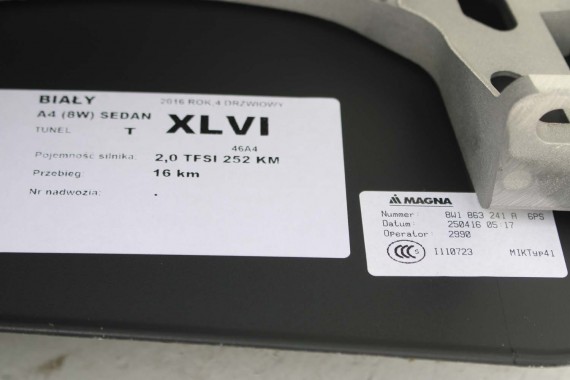 BIAŁY 2016 ROK,4 DRZWIOWY
A4 (8W) SEDAN XLVI
TUNEL T
46A4
Pojemność silnika: 2,0 TFSI 252 KM
Przebieg: 16 km
Nr nadwozia: .
MAGNA
Nummer : 8W1 863 241 A 6PS
Datum : 250416 05:17
Operator: 2990
CCC S 1110723 MIKTyp41